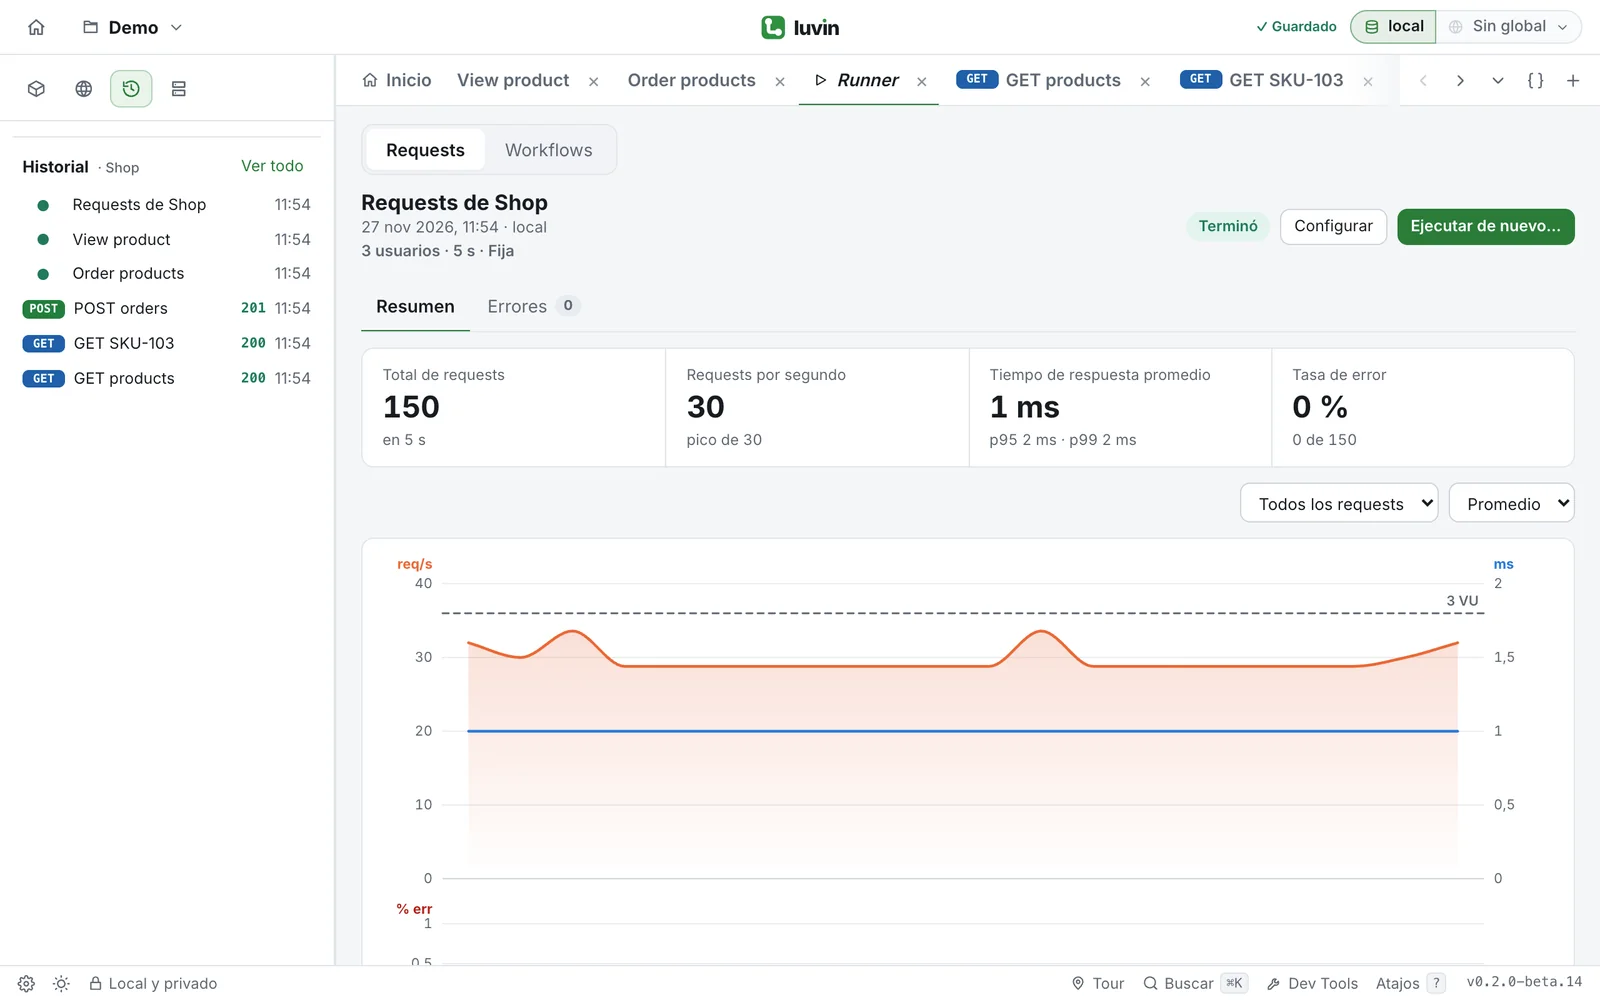 Demo
luvin
Guardado
local
Sin global
Inicio
View product
Order products
Runner
GET GET products
GET GET SKU-103
{}
Historial · Shop
Ver todo
Requests de Shop 11:54
View product 11:54
Order products 11:54
POST POST orders 201 11:54
GET GET SKU-103 200 11:54
GET GET products 200 11:54
Requests
Workflows
Requests de Shop
27 nov 2026, 11:54 · local
3 usuarios · 5 s · Fija
Terminó
Configurar
Ejecutar de nuevo...
Resumen
Errores 0
Total de requests
150
en 5 s
Requests por segundo
30
pico de 30
Tiempo de respuesta promedio
1 ms
p95 2 ms · p99 2 ms
Tasa de error
0 %
0 de 150
Todos los requests
Promedio
req/s
ms
40
2
3 VU
30
1,5
20
1
10
0,5
0
0
% err
1
0,5
Local y privado
Tour
Buscar ⌘K
Dev Tools
Atajos ?
v0.2.0-beta.14